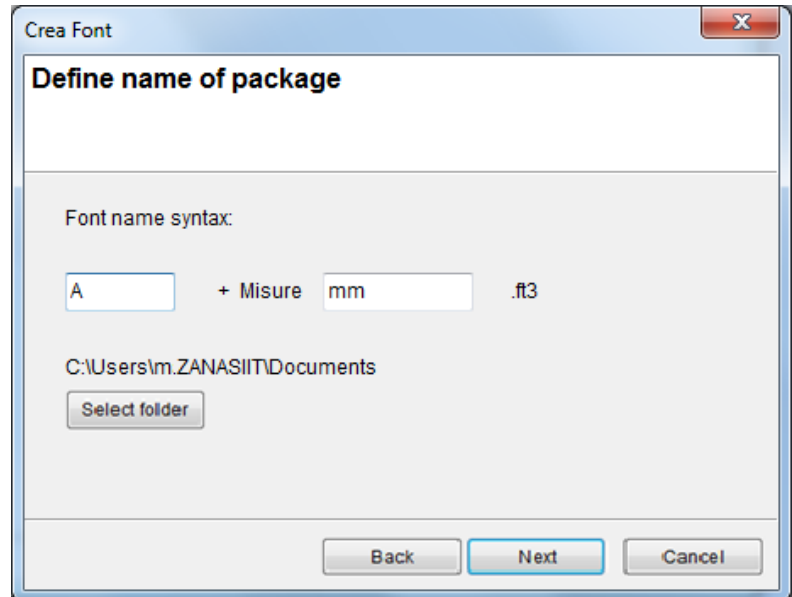 Crea Font
Define name of package
Font name syntax:
A + Misure mm .ft3
C:\Users\m.ZANASIIT\Documents
Select folder
Back Next Cancel